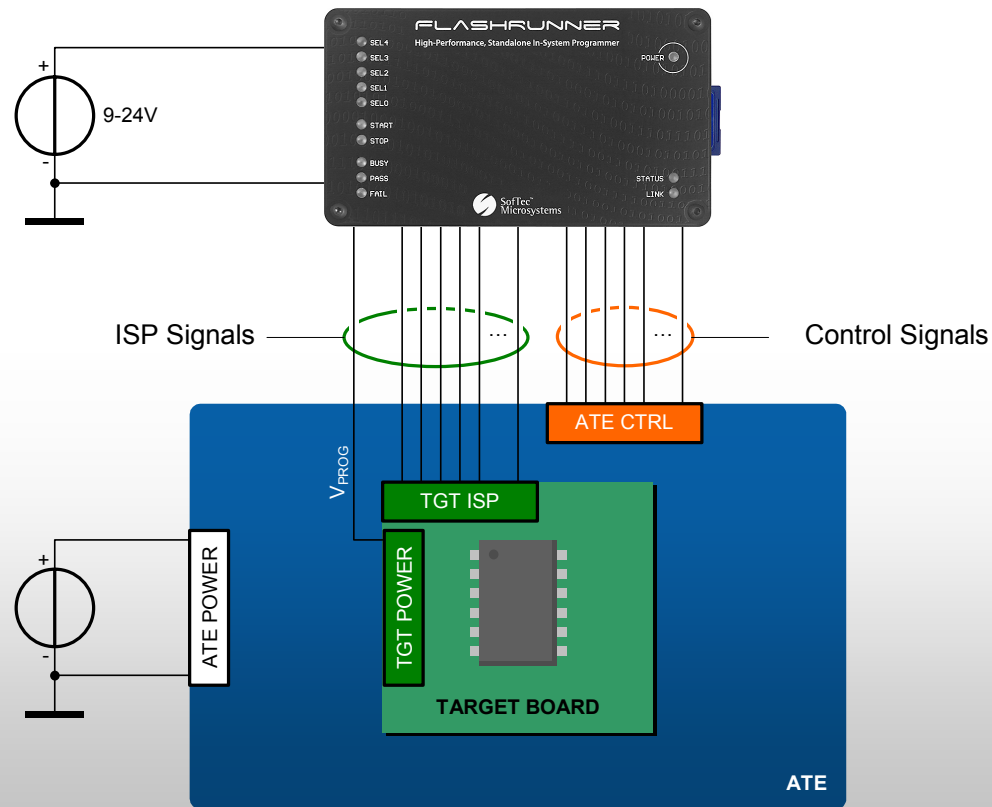 FLASHRUNNER
High-Performance, Standalone In-System Programmer
SEL4
SEL3
SEL2
SEL1
SEL0
START
STOP
BUSY
PASS
FAIL
POWER
STATUS
LINK
SofTec™
Microsystems
+
9-24V
-
ISP Signals
...
...
Control Signals
ATE CTRL
VPROG
TGT ISP
+
-
ATE POWER
TGT POWER
TARGET BOARD
ATE